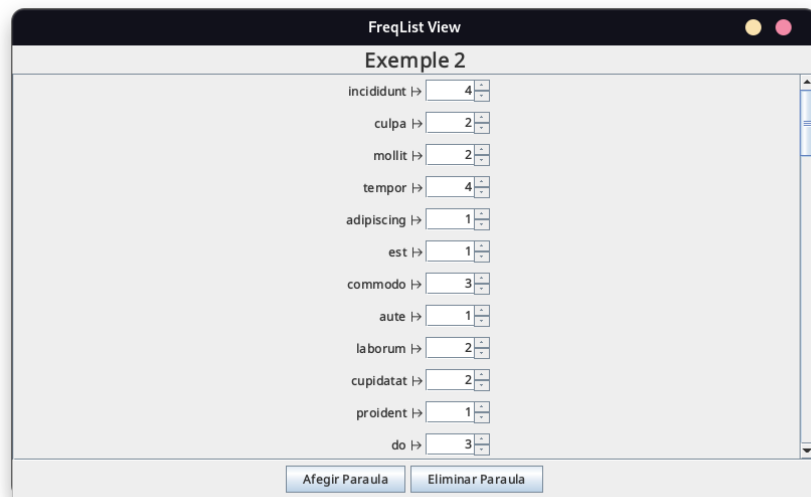 FreqList View
Exemple 2
incididunt ↦ 4
culpa ↦ 2
mollit ↦ 2
tempor ↦ 4
adipiscing ↦ 1
est ↦ 1
commodo ↦ 3
aute ↦ 1
laborum ↦ 2
cupidatat ↦ 2
proident ↦ 1
do ↦ 3
Afegir Paraula Eliminar Paraula